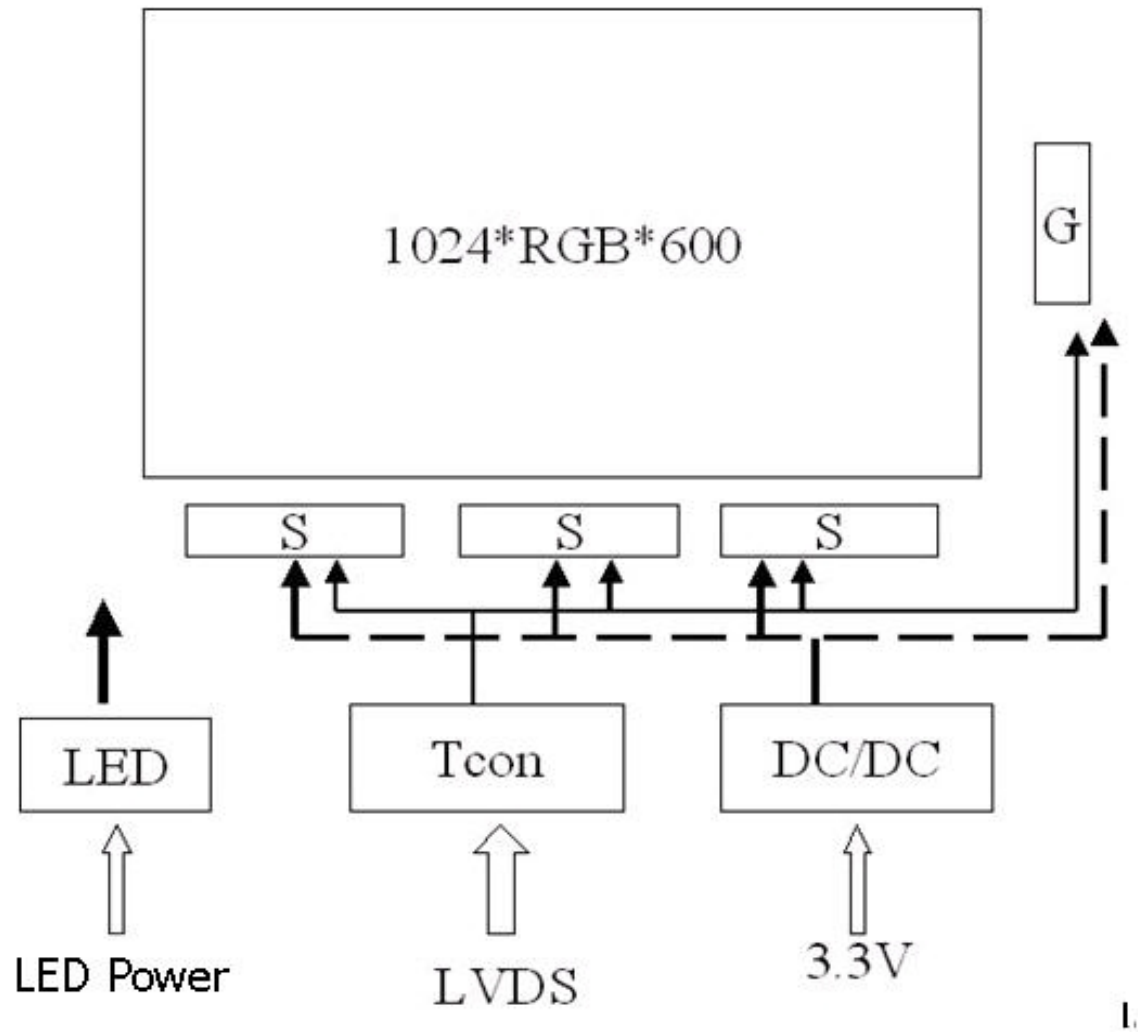 1024*RGB*600
G
S
S
S
LED
Tcon
DC/DC
LED Power
LVDS
3.3V